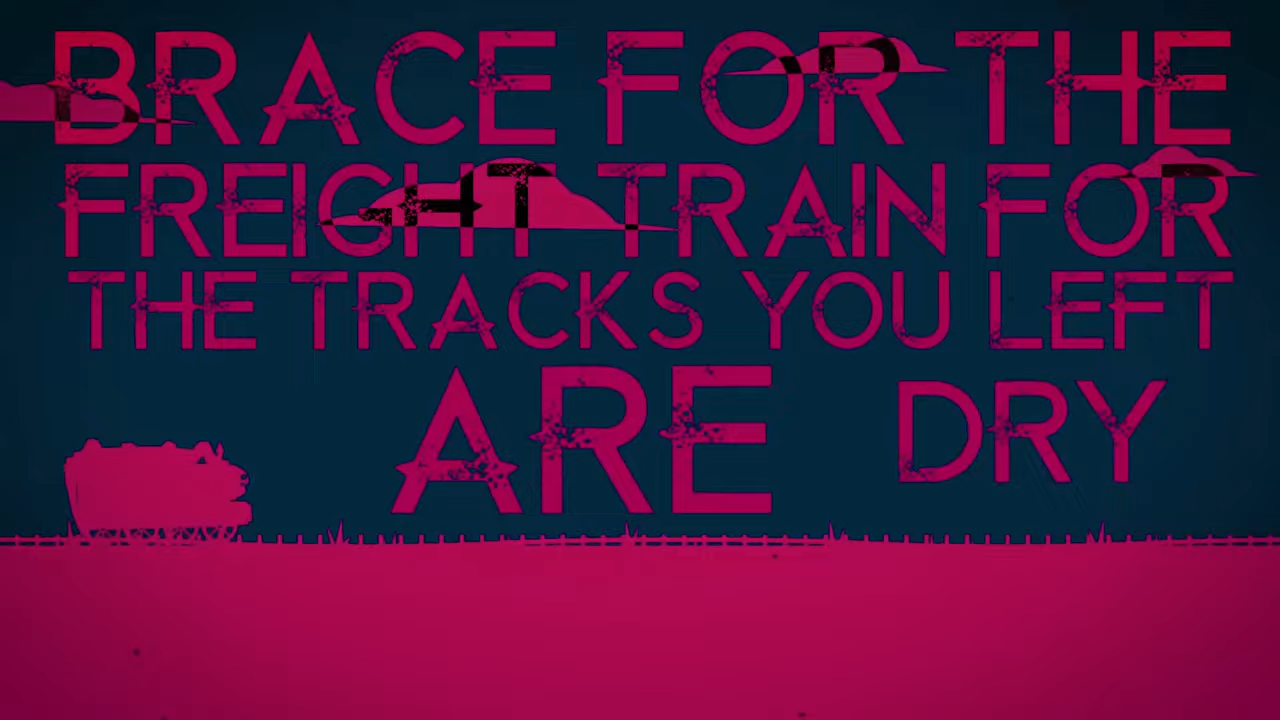 BRACE FOR THE
FREIGHT TRAIN FOR
THE TRACKS YOU LEFT
ARE DRY